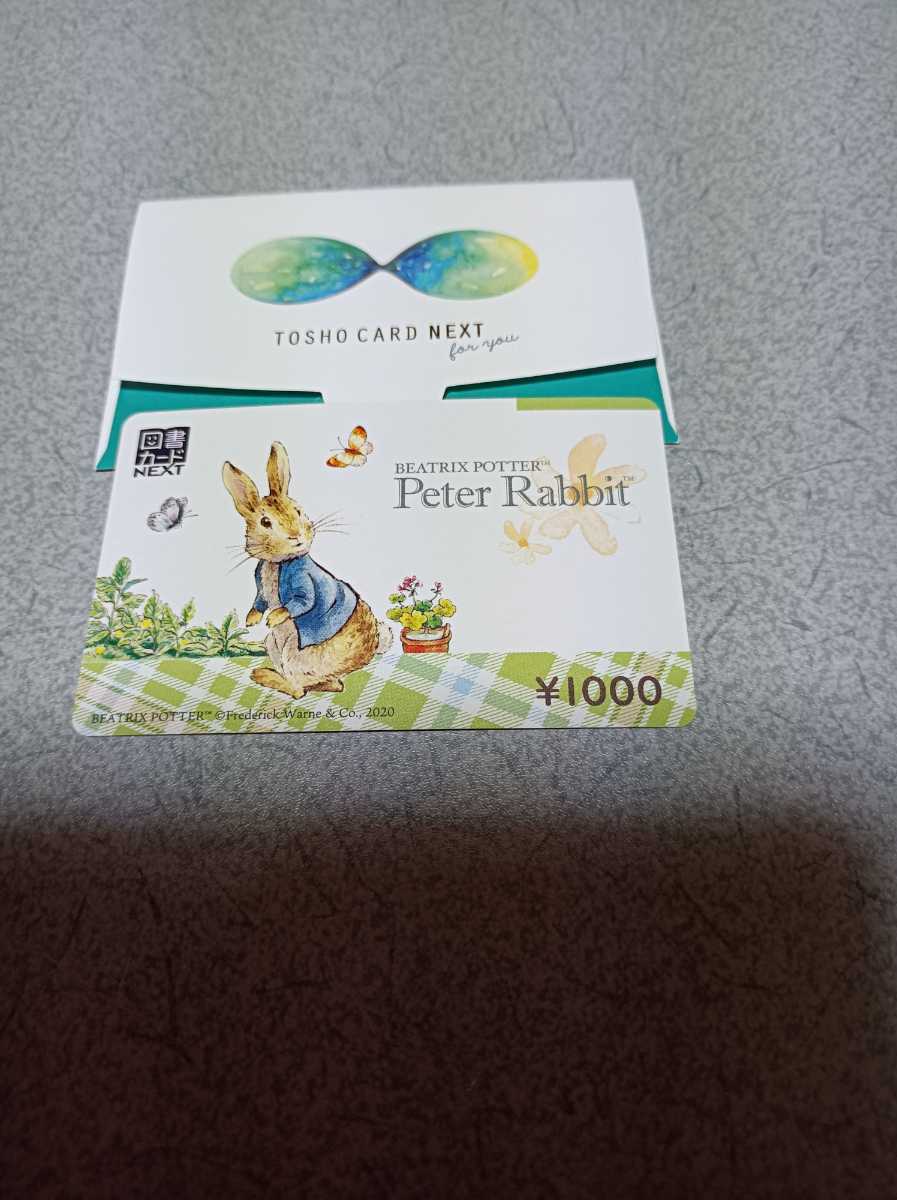 TOSHO CARD NEXT
for you
図書
カード
NEXT
BEATRIX POTTER™
Peter Rabbit™
¥1000
BEATRIX POTTER™ ©Frederick Warne & Co., 2020